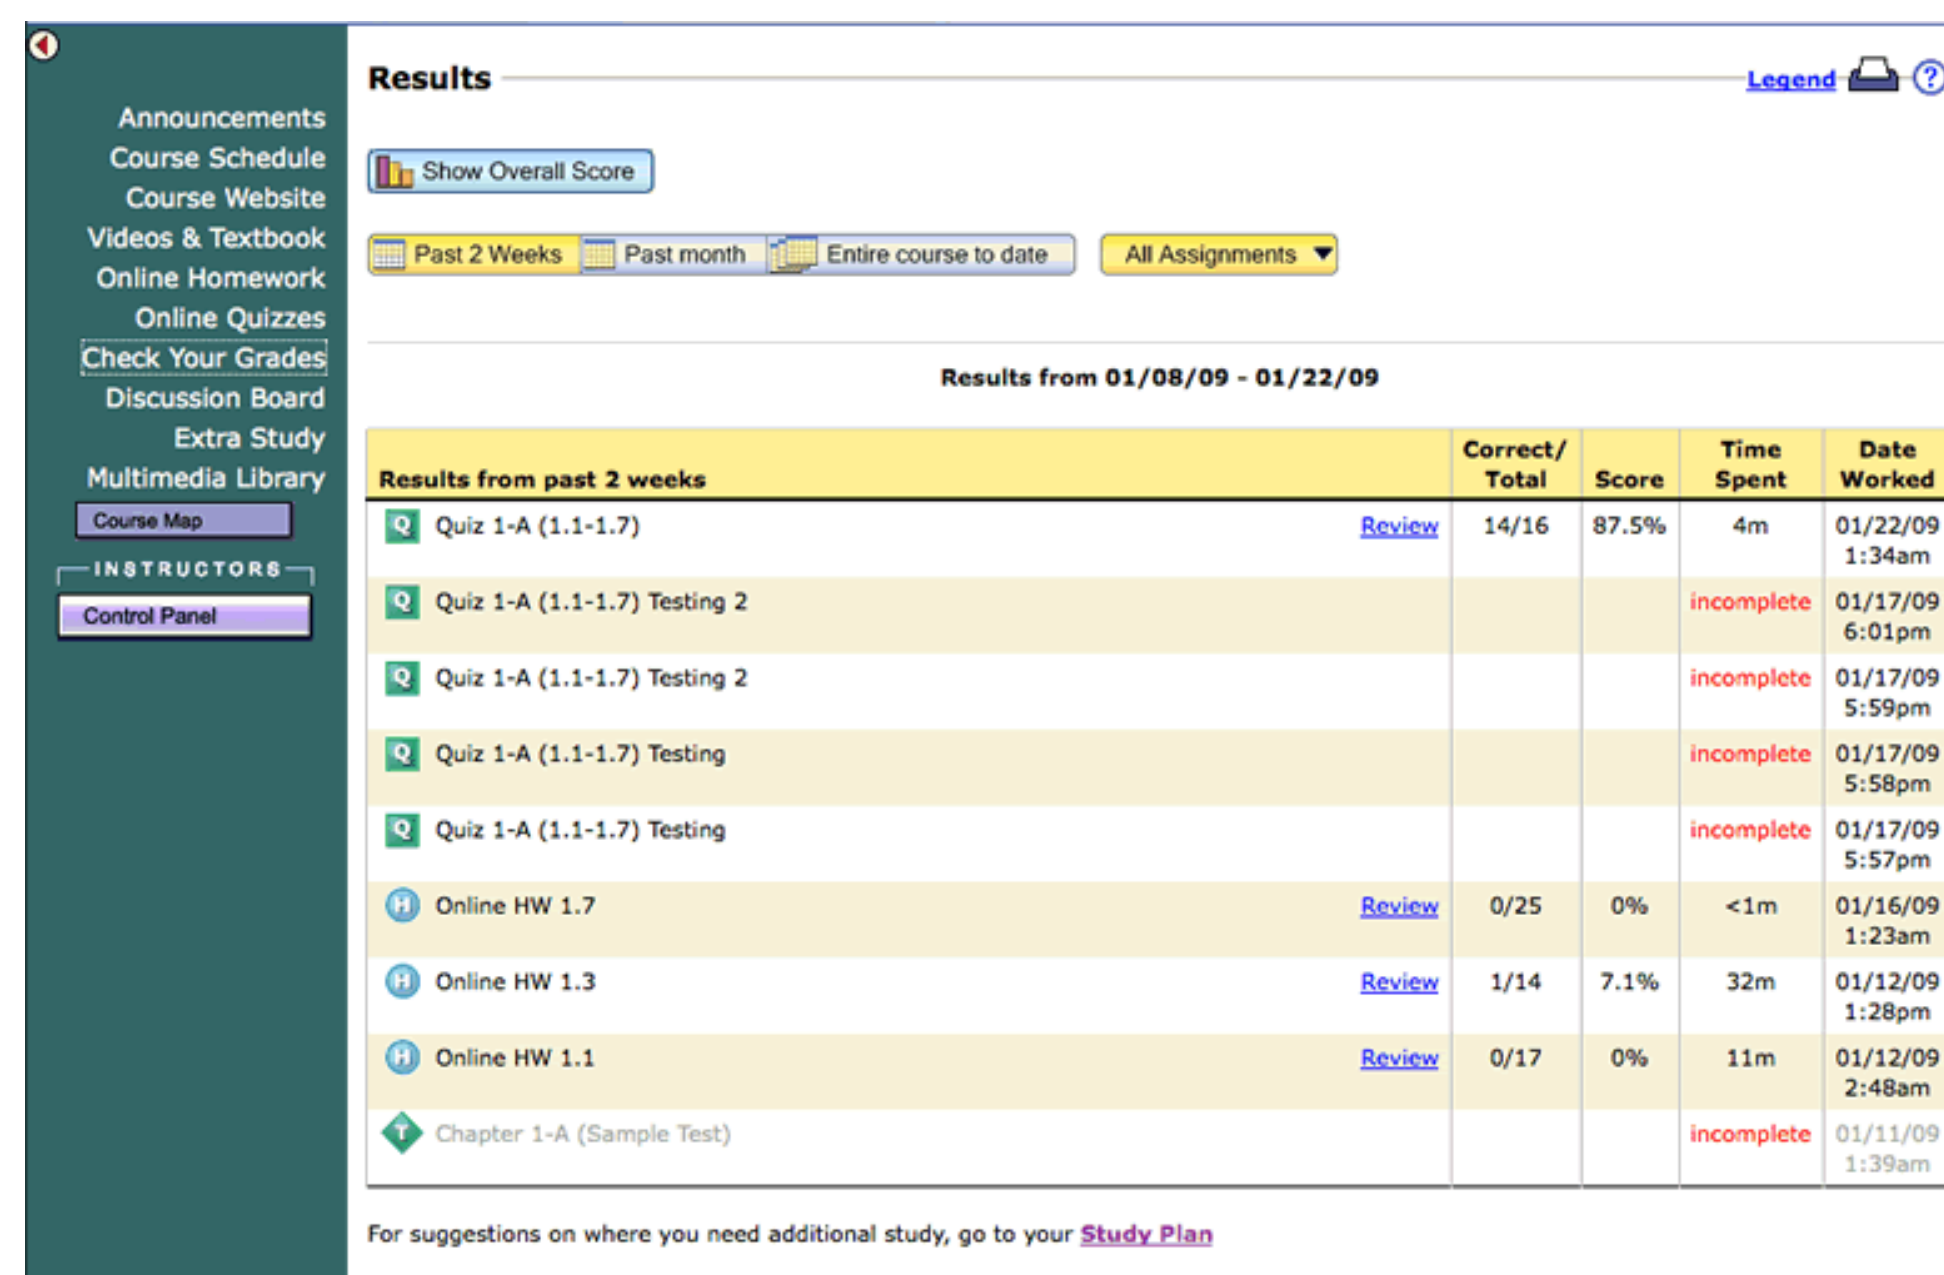 Announcements
Course Schedule
Course Website
Videos & Textbook
Online Homework
Online Quizzes
Check Your Grades
Discussion Board
Extra Study
Multimedia Library
Course Map
INSTRUCTORS
Control Panel
Results
Legend ?
Show Overall Score
Past 2 Weeks Past month Entire course to date All Assignments
Results from 01/08/09 - 01/22/09
Results from past 2 weeks Correct/ Total Score Time Spent Date Worked
Q Quiz 1-A (1.1-1.7) Review 14/16 87.5% 4m 01/22/09
1:34am
Q Quiz 1-A (1.1-1.7) Testing 2 incomplete 01/17/09
6:01pm
Q Quiz 1-A (1.1-1.7) Testing 2 incomplete 01/17/09
5:59pm
Q Quiz 1-A (1.1-1.7) Testing incomplete 01/17/09
5:58pm
Q Quiz 1-A (1.1-1.7) Testing incomplete 01/17/09
5:57pm
H Online HW 1.7 Review 0/25 0% <1m 01/16/09
1:23am
H Online HW 1.3 Review 1/14 7.1% 32m 01/12/09
1:28pm
H Online HW 1.1 Review 0/17 0% 11m 01/12/09
2:48am
T Chapter 1-A (Sample Test) incomplete 01/11/09
1:39am
For suggestions on where you need additional study, go to your Study Plan